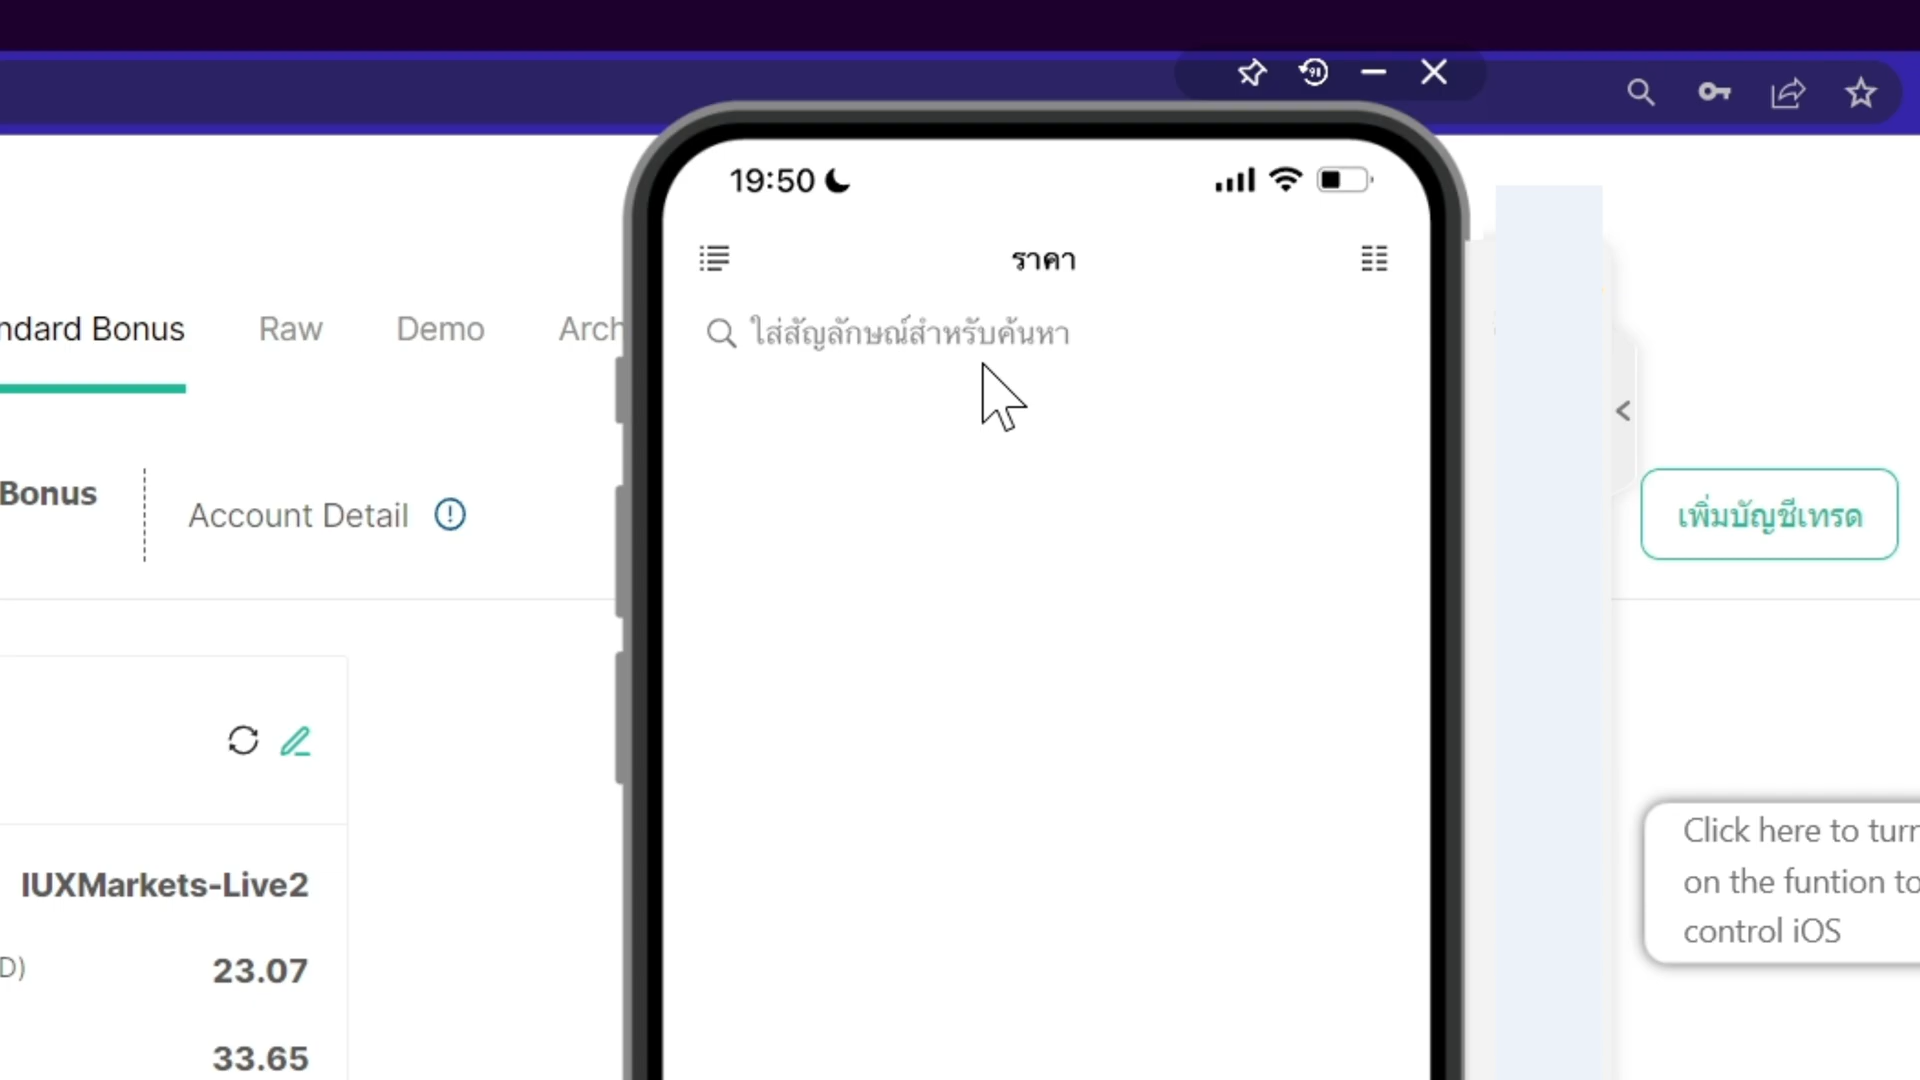 19:50
ราคา
ใส่สัญลักษณ์สำหรับค้นหา
ndard Bonus
Raw
Demo
Arch
Bonus
Account Detail
เพิ่มบัญชีเทรด
IUXMarkets-Live2
D)
23.07
33.65
Click here to turn
on the funtion to
control iOS